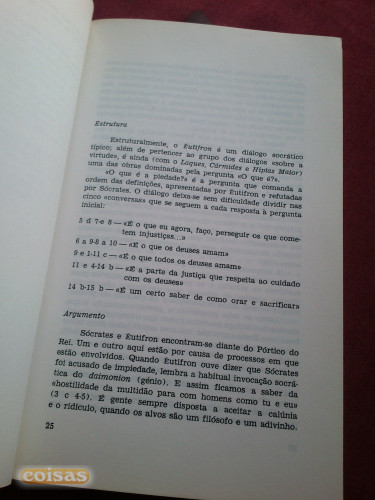 Estrutura
Estruturalmente, o Êutifron é um diálogo socrático
típico; além de pertencer ao grupo dos diálogos «sobre a
virtude», é ainda (com o Laques, Cármides e Hípias Maior)
uma das obras dominadas pela pergunta «O que é?».
«O que é a piedade?» é a pergunta que comanda a
ordem das definições, apresentadas por Êutifron e refutadas
por Sócrates. O diálogo deixa-se sem dificuldade dividir nas
cinco «conversas» que se seguem a cada resposta à pergunta
inicial:
5 d 7-e 8 — «É o que eu agora, faço, perseguir os que come-
tem injustiças...»
6 a 9-8 a 10 — «É o que os deuses amam»
9 e 1-11 c — «É o que todos os deuses amam»
11 e 4-14 b — «É a parte da justiça que respeita ao cuidado
com os deuses»
14 b-15 b — «É um certo saber de como orar e sacrificar»
Argumento
Sócrates e Êutifron encontram-se diante do Pórtico do
Rei. Um e outro aqui estão por causa de processos em que
estão envolvidos. Quando Êutifron ouve dizer que Sócrates
foi acusado de impiedade, lembra a habitual invocação socrá-
tica do daimonion (génio). E assim ficamos a saber da
«hostilidade da multidão para com homens como tu e eu»
(3 c 4-5). É gente sempre disposta a aceitar a calúnia
e o ridículo, quando os alvos são um filósofo e um adivinho.
25
coisas